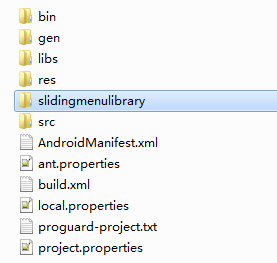 bin
gen
libs
res
slidingmenulibrary
src
AndroidManifest.xml
ant.properties
build.xml
local.properties
proguard-project.txt
project.properties